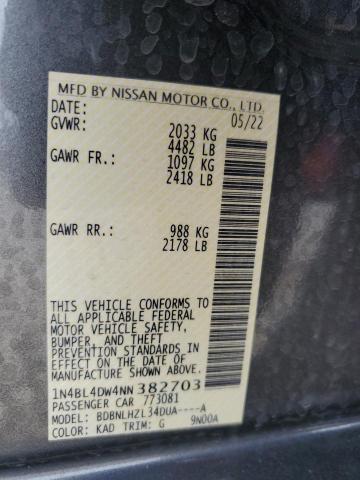 MFD BY NISSAN MOTOR CO., LTD.
DATE: 05/22
GVWR: 2033 KG
4482 LB
GAWR FR.: 1097 KG
2418 LB
GAWR RR.: 988 KG
2178 LB
THIS VEHICLE CONFORMS TO
ALL APPLICABLE FEDERAL
MOTOR VEHICLE SAFETY,
BUMPER, AND THEFT
PREVENTION STANDARDS IN
EFFECT ON THE DATE OF
MANUFACTURE SHOWN ABOVE.
1N4BL4DW4NN382703
PASSENGER CAR 773081
MODEL: BDBNLHZL34DUA----A
COLOR: KAD TRIM: G 9N00A